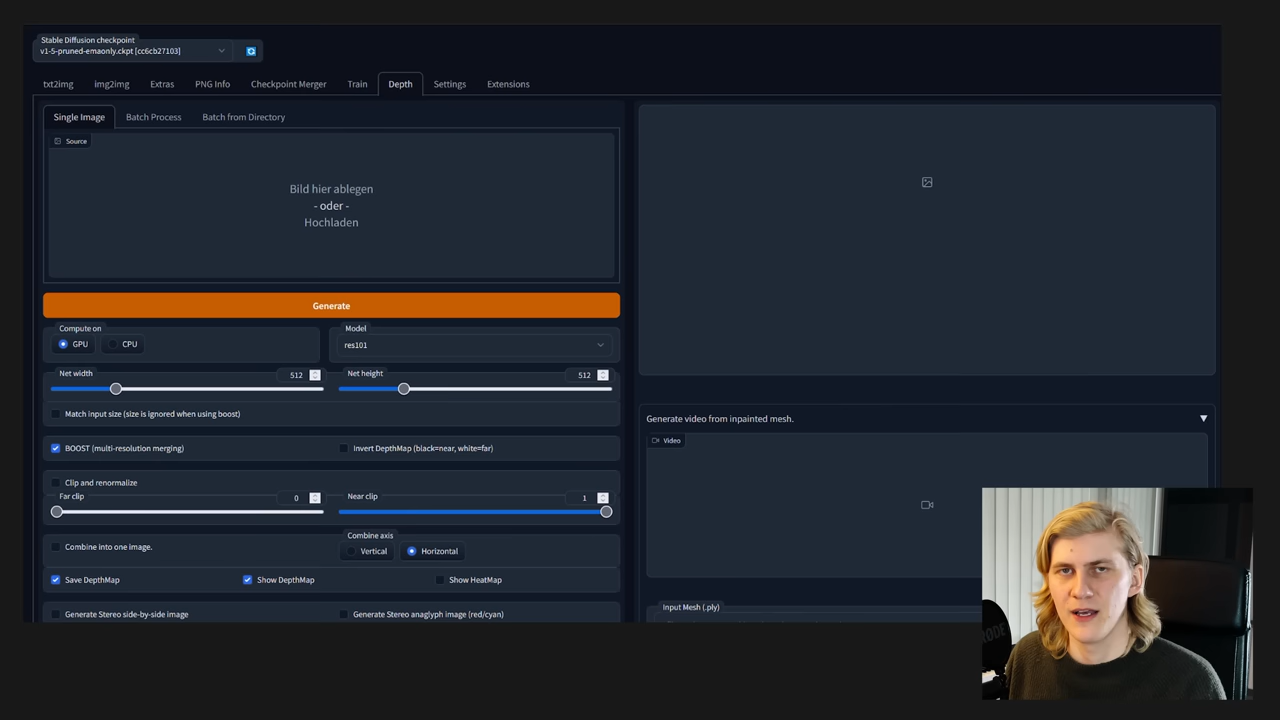 Stable Diffusion checkpoint
v1-5-pruned-emaonly.ckpt [cc6cb27103]
txt2img img2img Extras PNG Info Checkpoint Merger Train Depth Settings Extensions
Single Image Batch Process Batch from Directory
Source
Bild hier ablegen
- oder -
Hochladen
Generate
Compute on
GPU CPU
Model
res101
Net width 512
Net height 512
Match input size (size is ignored when using boost)
BOOST (multi-resolution merging)
Invert DepthMap (black=near, white=far)
Clip and renormalize
Far clip 0
Near clip 1
Combine into one image.
Combine axis
Vertical Horizontal
Save DepthMap Show DepthMap Show HeatMap
Generate Stereo side-by-side image
Generate Stereo anaglyph image (red/cyan)
Generate video from inpainted mesh.
Video
Input Mesh (.ply)
RODE